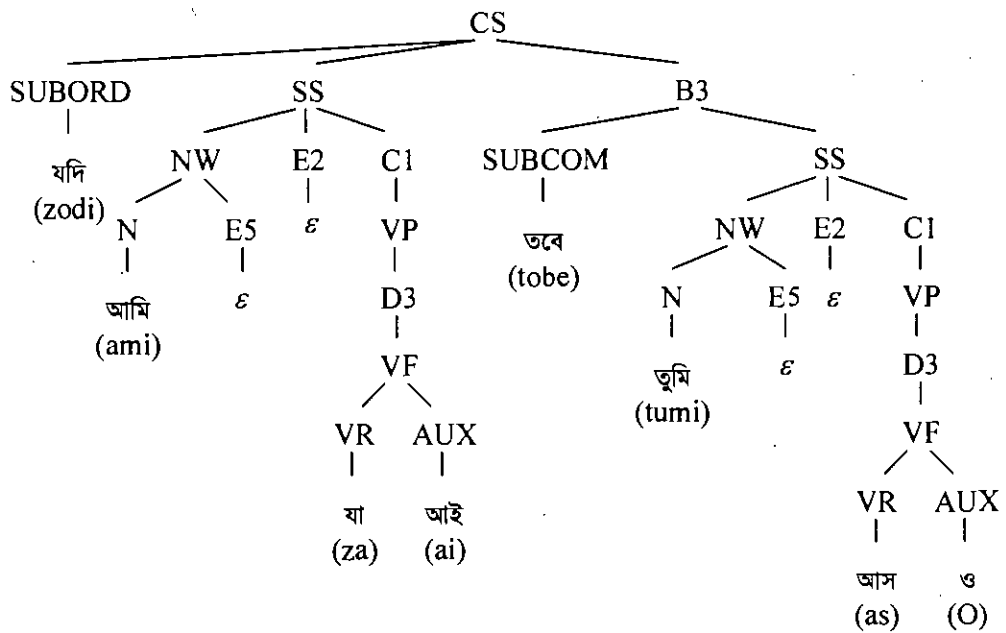 CS
SUBORD SS B3
যদি (zodi) NW E2 C1 SUBCOM SS
N E5 ε VP তবে (tobe) NW E2 C1
আমি (ami) ε D3 N E5 ε VP
VF তুমি (tumi) ε D3
VR AUX VF
যা (za) আই (ai) VR AUX
আস (as) ও (O)